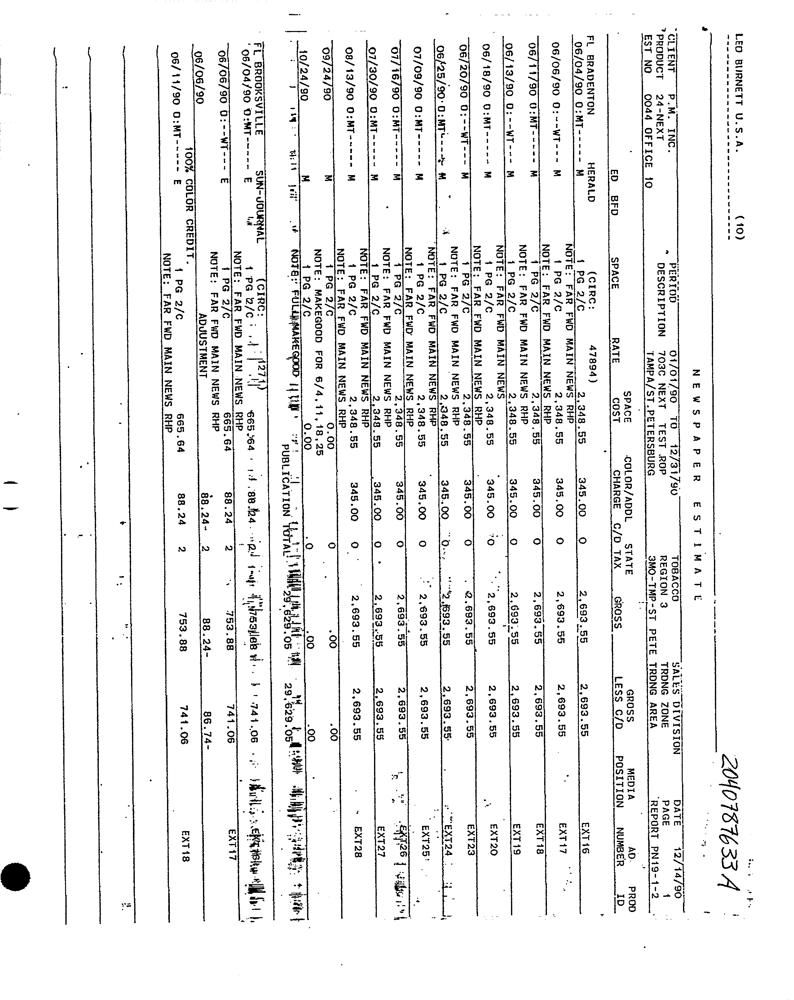 2040787633A
LEO BURNETT U.S.A. (10)
N E W S P A P E R E S T I M A T E
CLIENT P.M. INC. PERIOD 01/01/90 TO 12/31/90 TOBACCO SALES DIVISION DATE 12/14/90
PRODUCT 24-NEXT DESCRIPTION 703C NEXT TEST ROP REGION 3 TRDNG ZONE PAGE 1
EST NO 0044 OFFICE 10 TAMPA/ST.PETERSBURG 3MO-TMP-ST PETE TRDNG AREA REPORT PN19-1-2
SPACE COLOR/ADDL STATE GROSS MEDIA AD PROD
ED BFD SPACE RATE COST CHARGE C/D TAX GROSS LESS C/D POSITION NUMBER ID
FL BRADENTON HERALD (CIRC: 47894)
06/04/90 O:MT----- M 1 PG 2/C 2,348.55 345.00 0 2,693.55 2,693.55 EXT16
NOTE: FAR FWD MAIN NEWS RHP
06/06/90 O:--WT--- M 1 PG 2/C 2,348.55 345.00 0 2,693.55 2,693.55 EXT17
NOTE: FAR FWD MAIN NEWS RHP
06/11/90 O:MT----- M 1 PG 2/C 2,348.55 345.00 0 2,693.55 2,693.55 EXT18
NOTE: FAR FWD MAIN NEWS RHP
06/13/90 O:--WT--- M 1 PG 2/C 2,348.55 345.00 0 2,693.55 2,693.55 EXT19
NOTE: FAR FWD MAIN NEWS
06/18/90 O:MT----- M 1 PG 2/C 2,348.55 345.00 0 2,693.55 2,693.55 EXT20
NOTE: FAR FWD MAIN NEWS RHP
06/20/90 O:--WT--- M 1 PG 2/C 2,348.55 345.00 0 2,693.55 2,693.55 EXT23
NOTE: FAR FWD MAIN NEWS RHP
06/25/90 O:MT----- M 1 PG 2/C 2,348.55 345.00 0 2,693.55 2,693.55 EXT24
NOTE: FAR FWD MAIN NEWS RHP
07/09/90 O:MT----- M 1 PG 2/C 2,348.55 345.00 0 2,693.55 2,693.55 EXT25
NOTE: FAR FWD MAIN NEWS RHP
07/16/90 O:MT----- M 1 PG 2/C 2,348.55 345.00 0 2,693.55 2,693.55 EXT26
NOTE: FAR FWD MAIN NEWS RHP
07/30/90 O:MT----- M 1 PG 2/C 2,348.55 345.00 0 2,693.55 2,693.55 EXT27
NOTE: FAR FWD MAIN NEWS RHP
08/13/90 O:MT----- M 1 PG 2/C 2,348.55 345.00 0 2,693.55 2,693.55 EXT28
NOTE: FAR FWD MAIN NEWS RHP
09/24/90 M 1 PG 2/C 0.00 0 .00 .00
NOTE: MAKEGOOD FOR 6/4,11,18,25
10/24/90 M 1 PG 2/C 0.00 0 .00 .00
NOTE: FULL MAKEGOOD
PUBLICATION TOTAL 29,629.05 29,629.05
FL BROOKSVILLE SUN-JOURNAL (CIRC: 1271)
06/04/90 O:MT----- E 1 PG 2/C 665.64 88.24 741.06
NOTE: FAR FWD MAIN NEWS RHP
06/06/90 O:--WT--- E 1 PG 2/C 665.64 88.24 2 753.88 741.06 EXT17
NOTE: FAR FWD MAIN NEWS RHP
06/06/90 ADJUSTMENT 88.24- 2 88.24- 86.74-
100% COLOR CREDIT.
06/11/90 O:MT----- E 1 PG 2/C 665.64 88.24 2 753.88 741.06 EXT18
NOTE: FAR FWD MAIN NEWS RHP